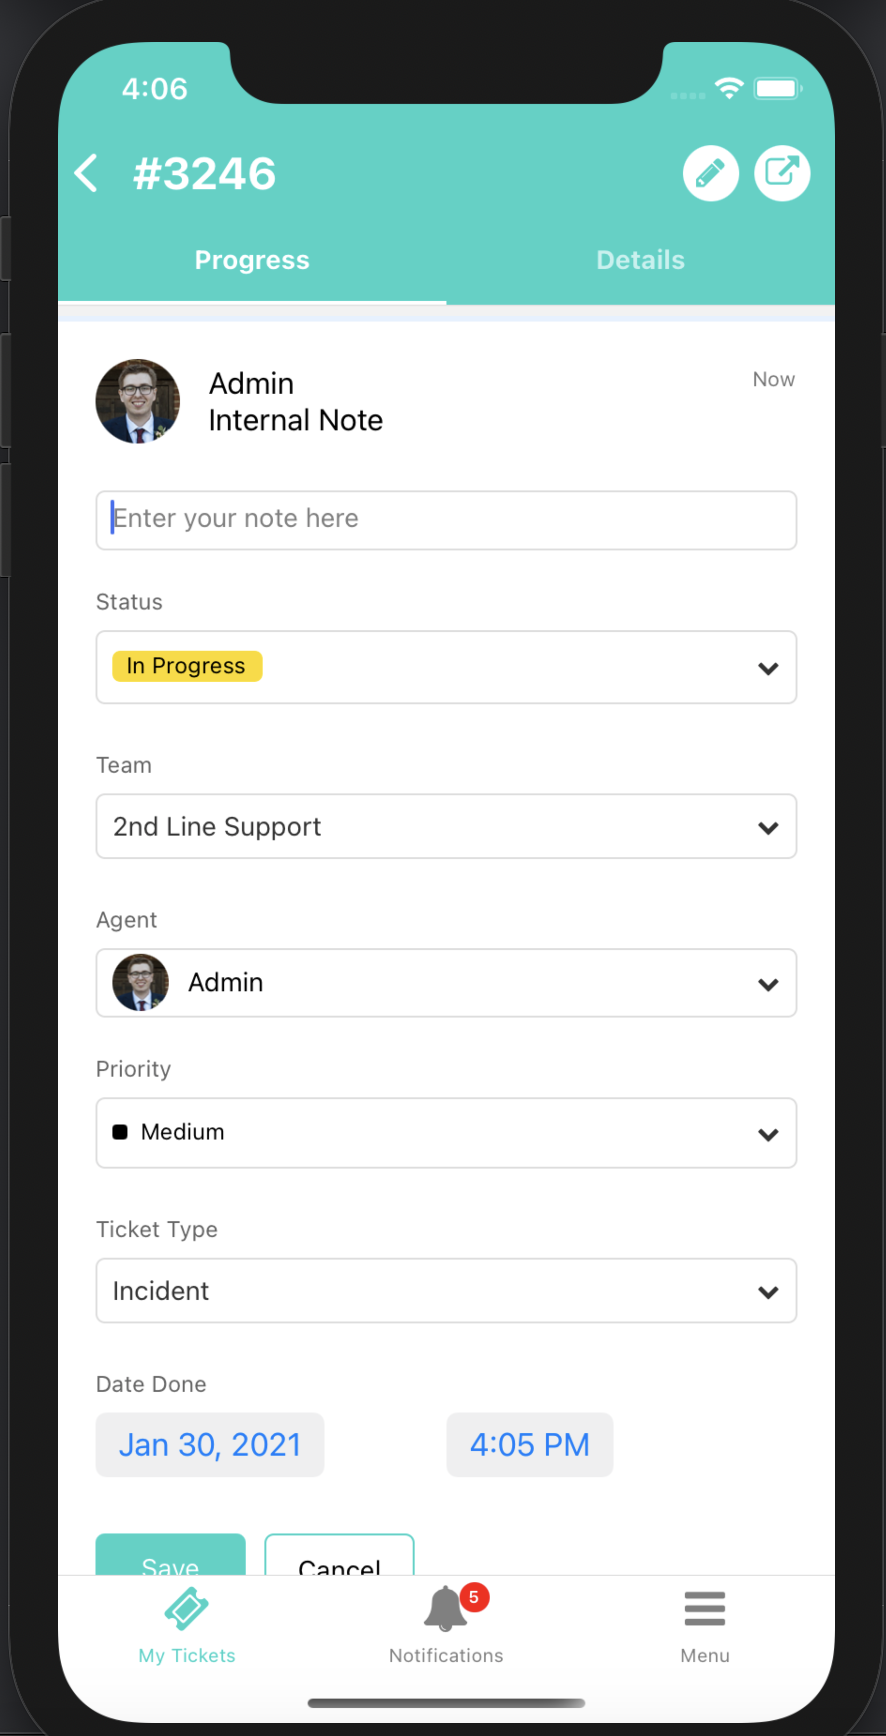 4:06
#3246
Progress Details
Admin Now
Internal Note
Enter your note here
Status
In Progress
Team
2nd Line Support
Agent
Admin
Priority
Medium
Ticket Type
Incident
Date Done
Jan 30, 2021 4:05 PM
Save Cancel
5
My Tickets Notifications Menu